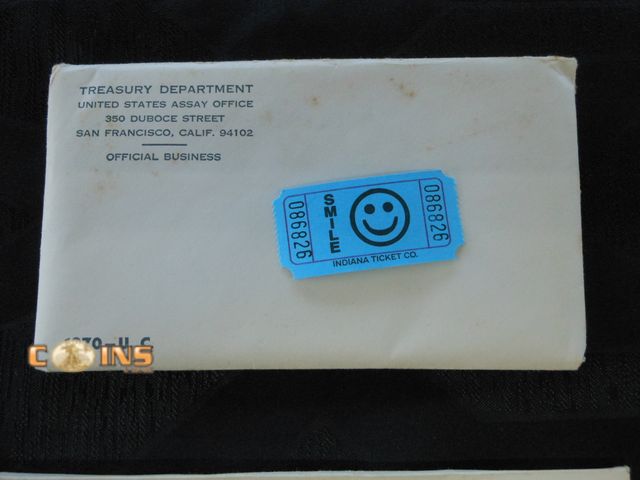 TREASURY DEPARTMENT
UNITED STATES ASSAY OFFICE
350 DUBOCE STREET
SAN FRANCISCO, CALIF. 94102
OFFICIAL BUSINESS
086826
SMILE
086826
INDIANA TICKET CO.
COINS